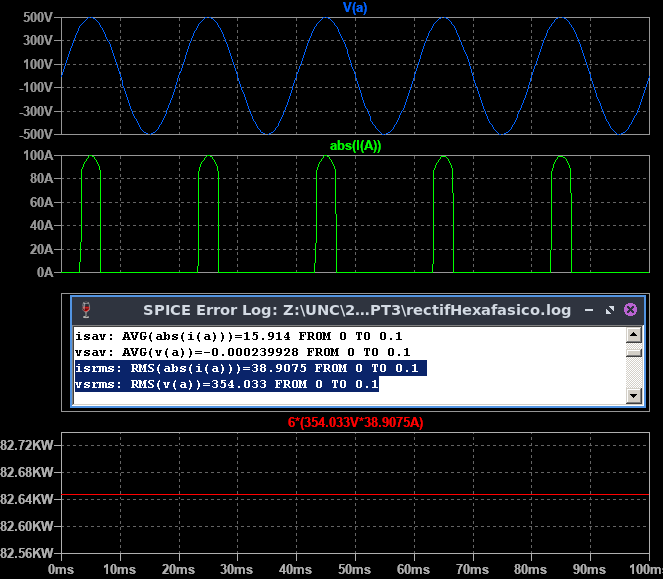 V(a)
500V
300V
100V
-100V
-300V
-500V
abs(I(A))
100A
80A
60A
40A
20A
0A
SPICE Error Log: Z:\UNC\2...PT3\rectifHexafasico.log
isav: AVG(abs(i(a)))=15.914 FROM 0 TO 0.1
vsav: AVG(v(a))=-0.000239928 FROM 0 TO 0.1
isrms: RMS(abs(i(a)))=38.9075 FROM 0 TO 0.1
vsrms: RMS(v(a))=354.033 FROM 0 TO 0.1
6*(354.033V*38.9075A)
82.72KW
82.68KW
82.64KW
82.60KW
82.56KW
0ms 10ms 20ms 30ms 40ms 50ms 60ms 70ms 80ms 90ms 100ms